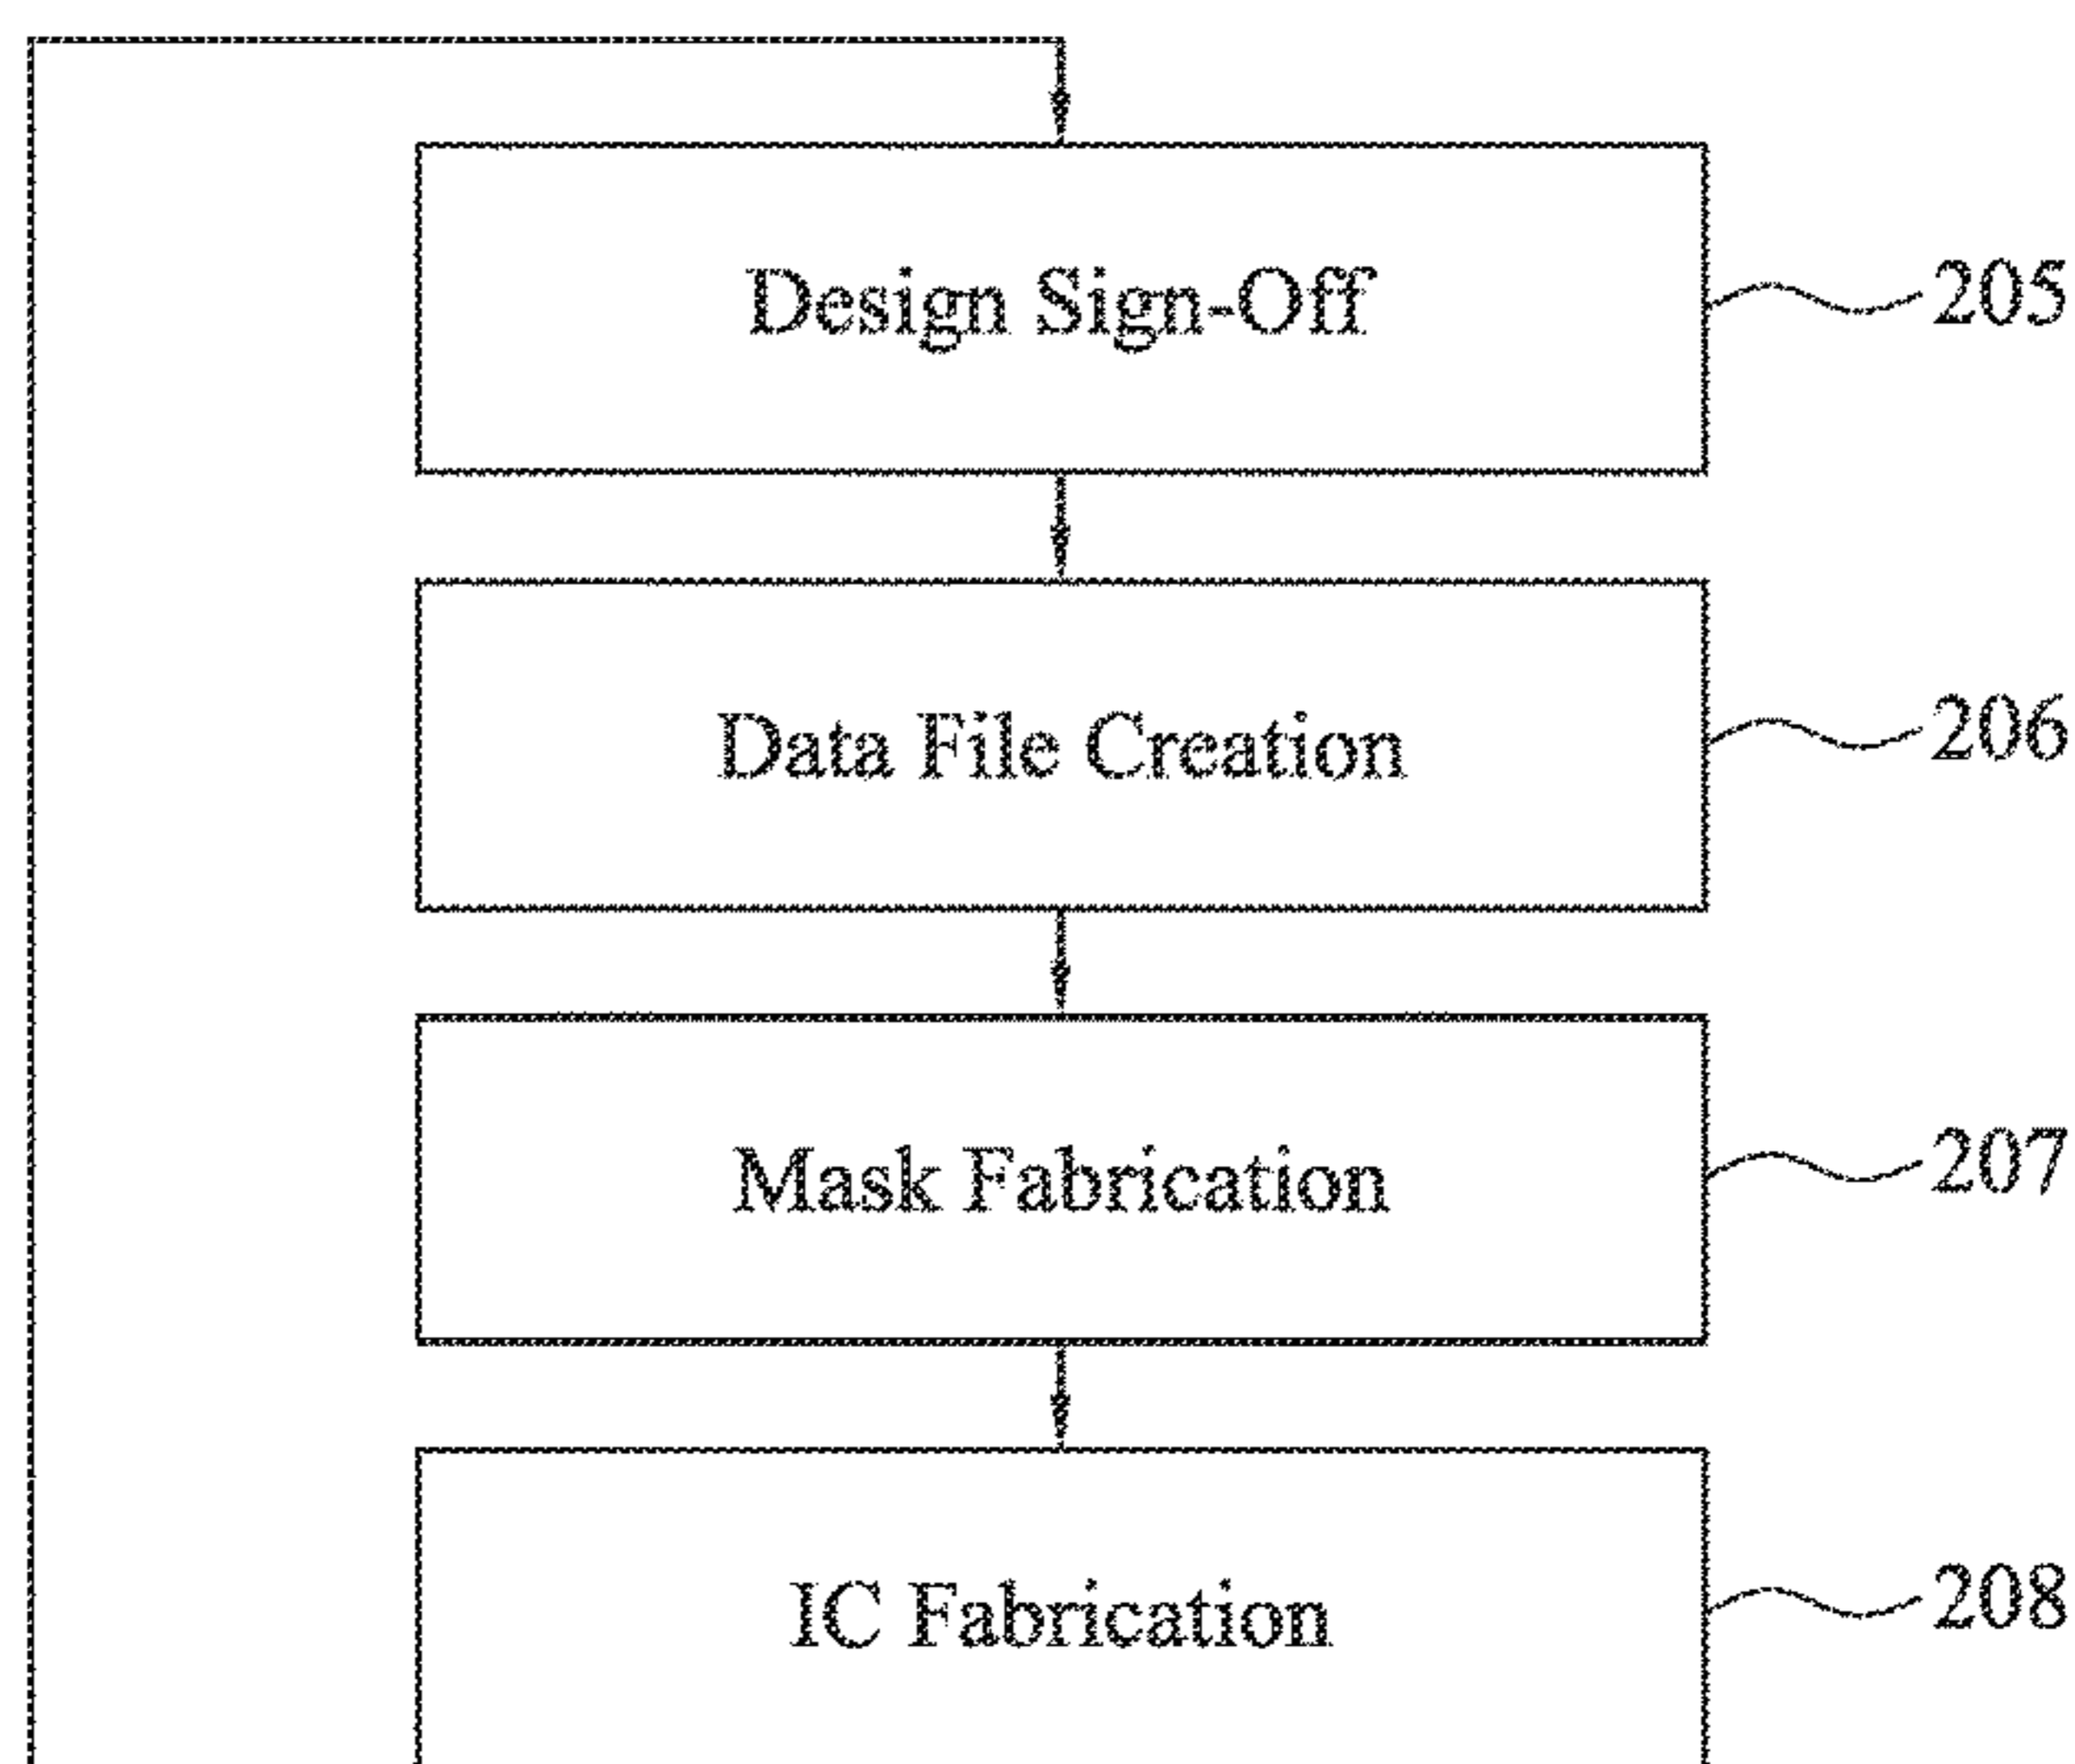 Design Sign-Off
205
Data File Creation
206
Mask Fabrication
207
IC Fabrication
208